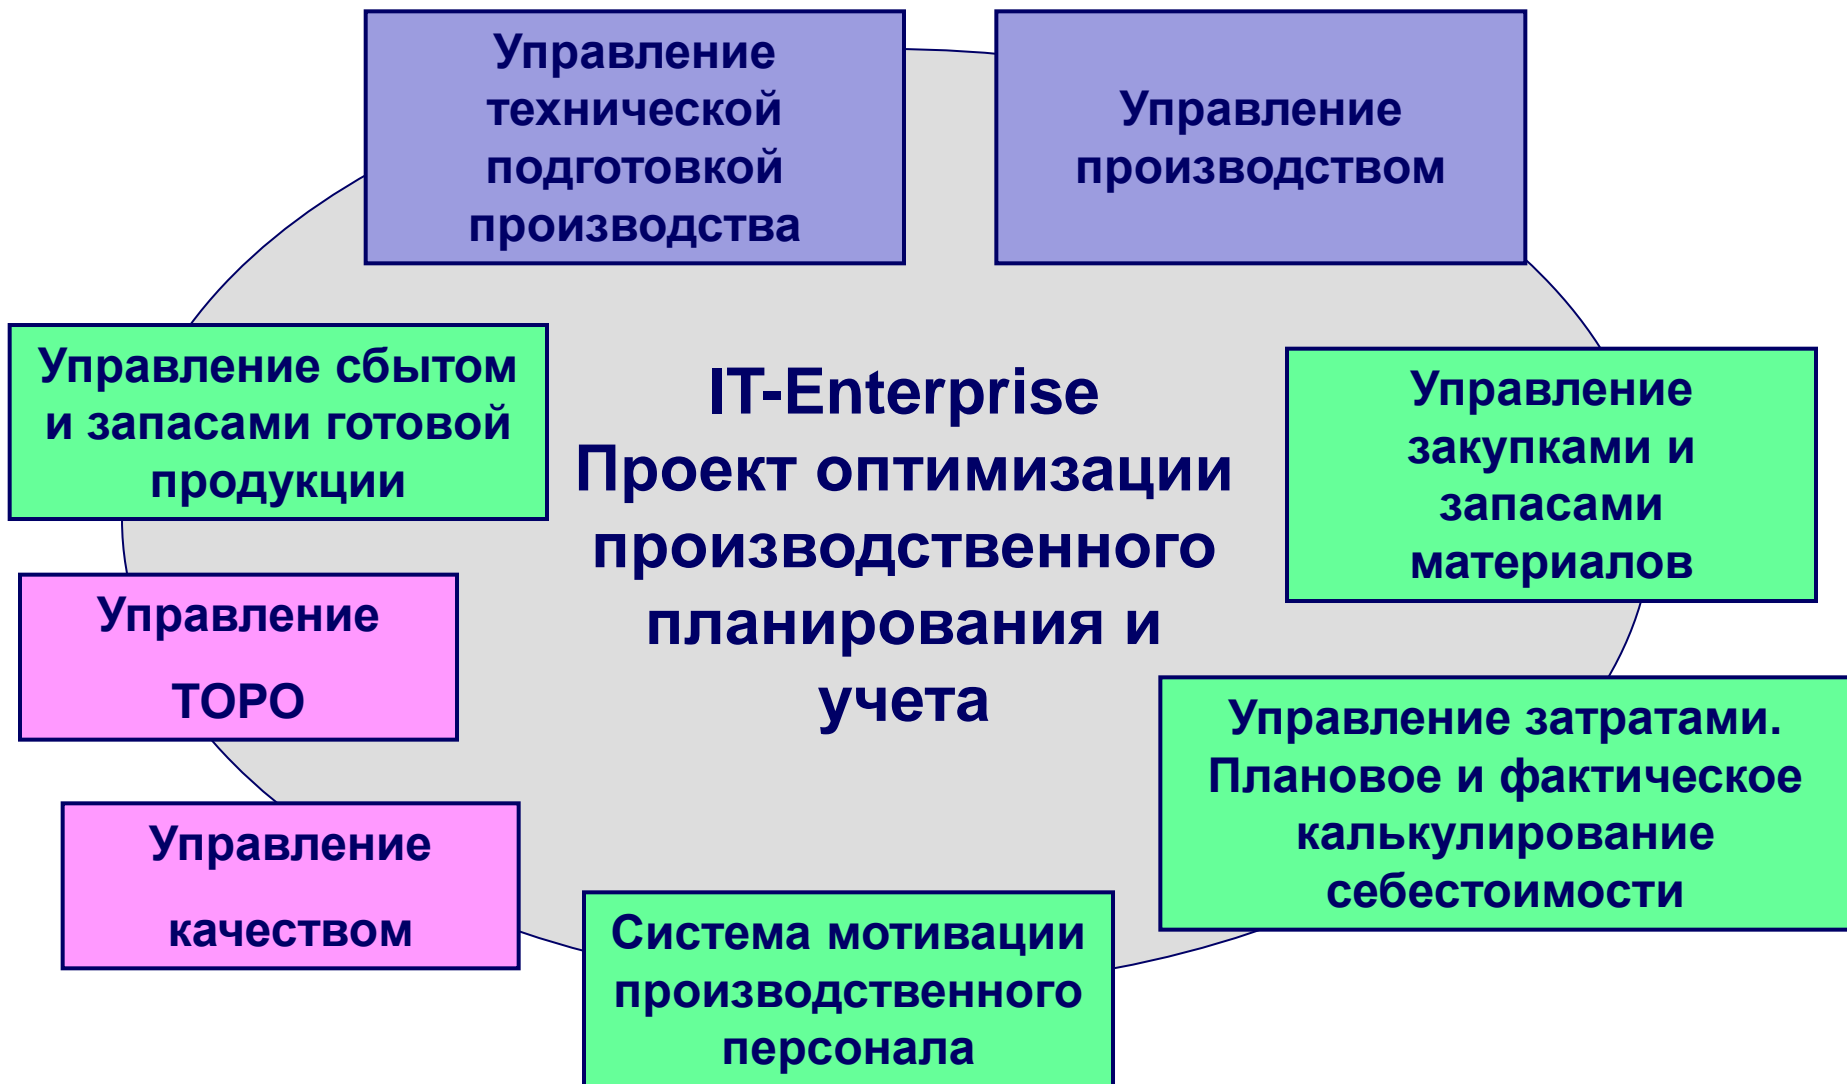 Управление
технической
подготовкой
производства
Управление
производством
Управление сбытом
и запасами готовой
продукции
IT-Enterprise
Проект оптимизации
производственного
планирования и
учета
Управление
закупками и
запасами
материалов
Управление
ТОРО
Управление затратами.
Плановое и фактическое
калькулирование
себестоимости
Управление
качеством
Система мотивации
производственного
персонала